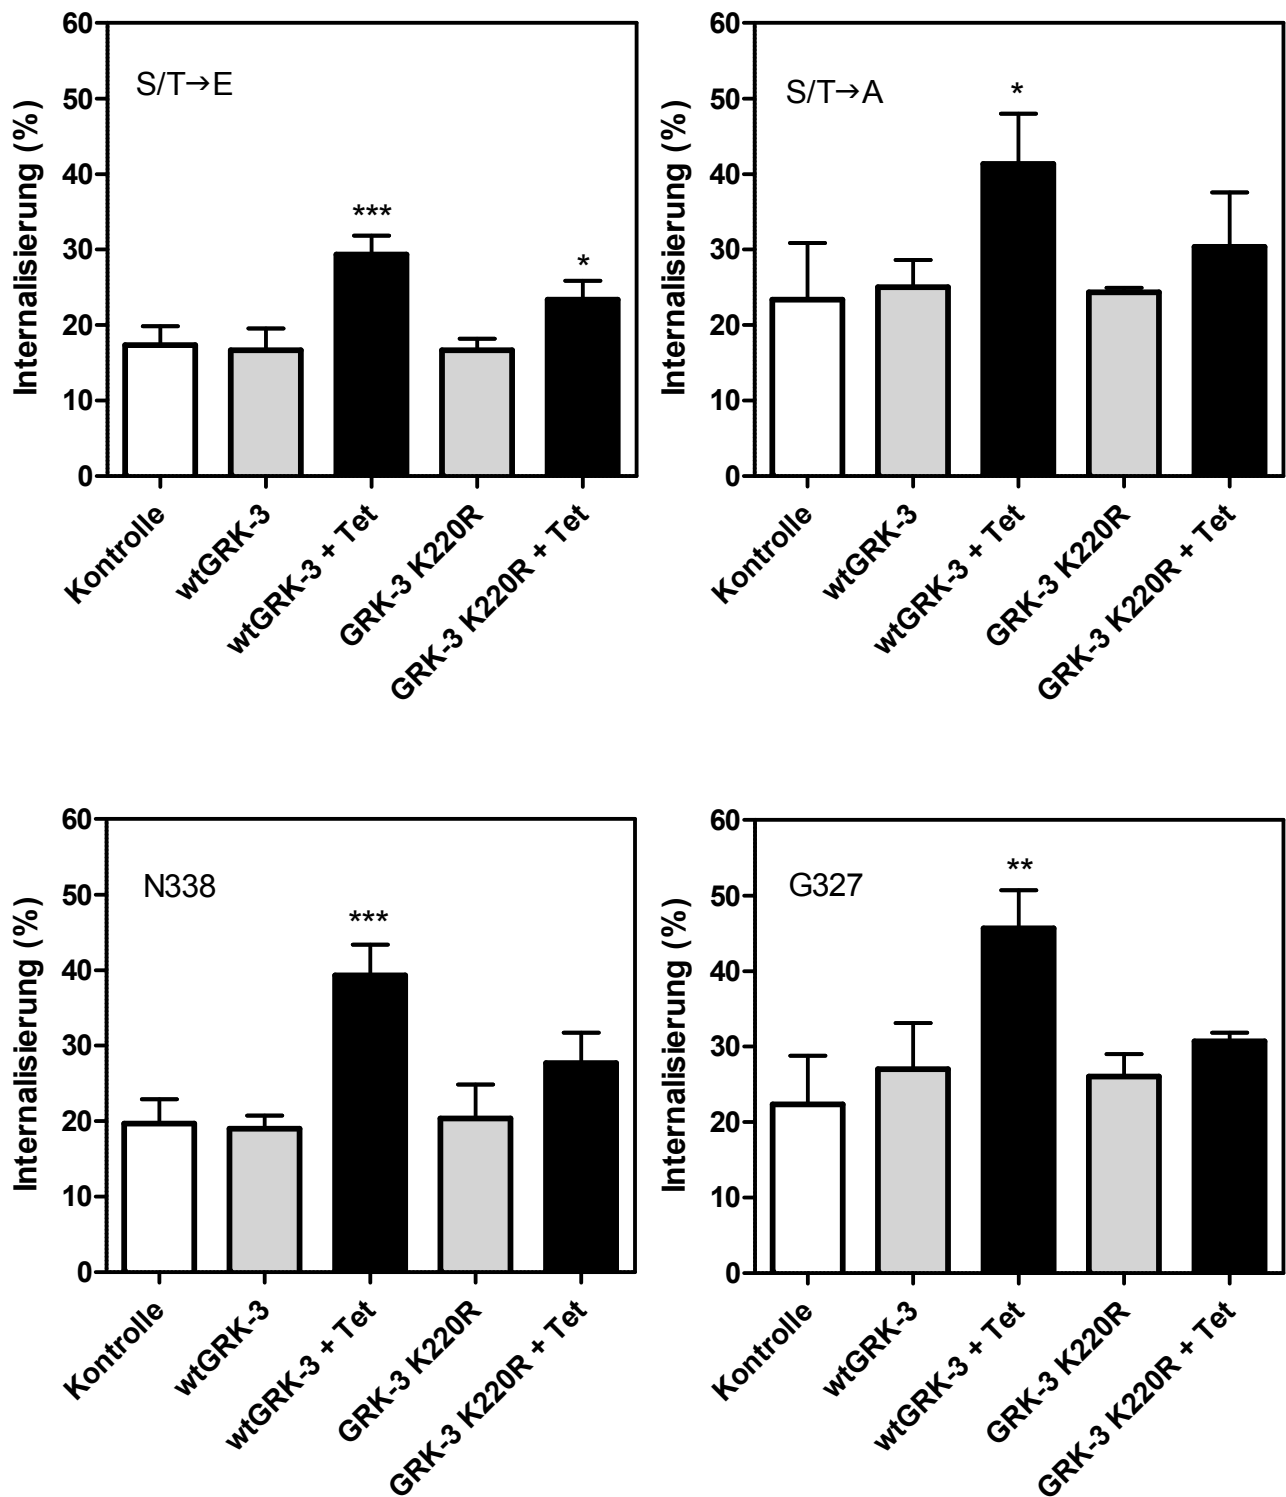 60
50
40
30
20
10
0
Internalisierung (%)
S/T→E
***
*
Kontrolle
wtGRK-3
wtGRK-3 + Tet
GRK-3 K220R
GRK-3 K220R + Tet
60
50
40
30
20
10
0
Internalisierung (%)
S/T→A
*
Kontrolle
wtGRK-3
wtGRK-3 + Tet
GRK-3 K220R
GRK-3 K220R + Tet
60
50
40
30
20
10
0
Internalisierung (%)
N338
***
Kontrolle
wtGRK-3
wtGRK-3 + Tet
GRK-3 K220R
GRK-3 K220R + Tet
60
50
40
30
20
10
0
Internalisierung (%)
G327
**
Kontrolle
wtGRK-3
wtGRK-3 + Tet
GRK-3 K220R
GRK-3 K220R + Tet